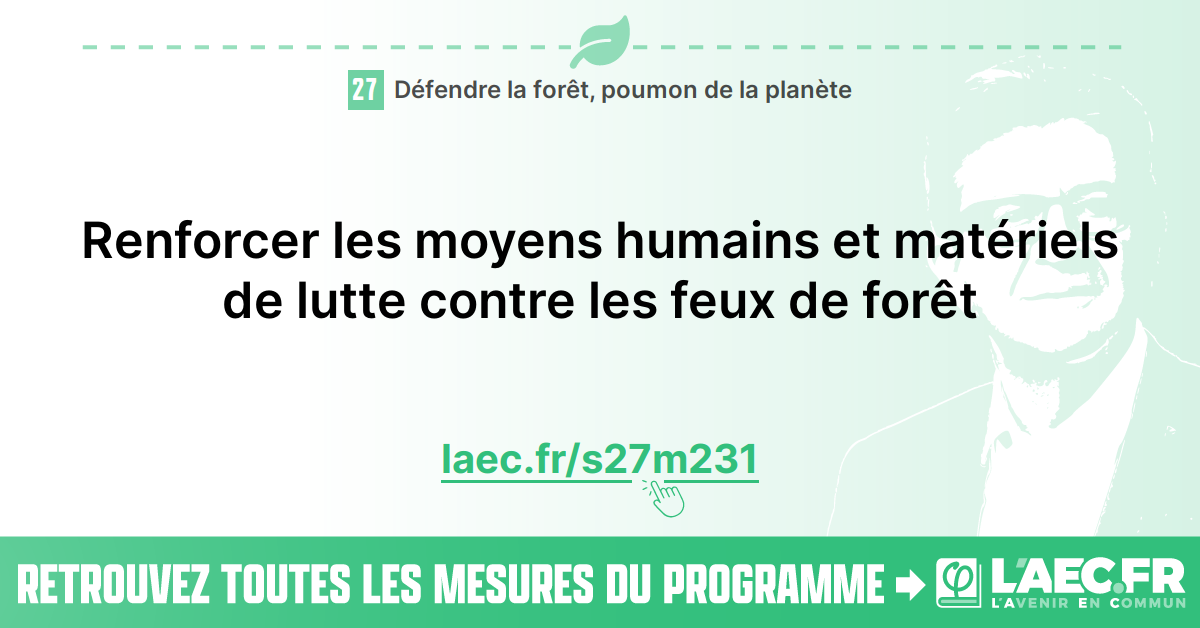 27 Défendre la forêt, poumon de la planète
Renforcer les moyens humains et matériels
de lutte contre les feux de forêt
laec.fr/s27m231
RETROUVEZ TOUTES LES MESURES DU PROGRAMME
φ L'AEC.FR
L'AVENIR EN COMMUN